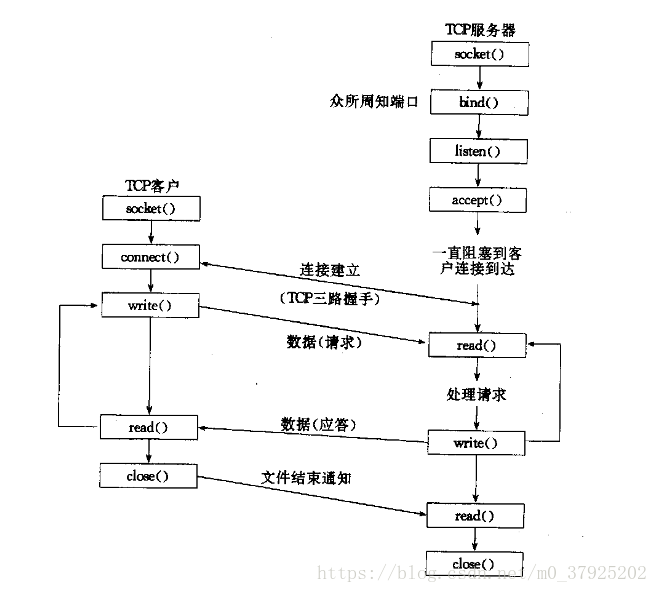 TCP服务器
socket()
众所周知端口
bind()
listen()
accept()
一直阻塞到客
户连接到达
TCP客户
socket()
connect()
连接建立
(TCP三路握手)
write()
数据(请求)
read()
处理请求
数据(应答)
read()
write()
close()
文件结束通知
read()
close()
https://blog.csdn.net/m0_37925202